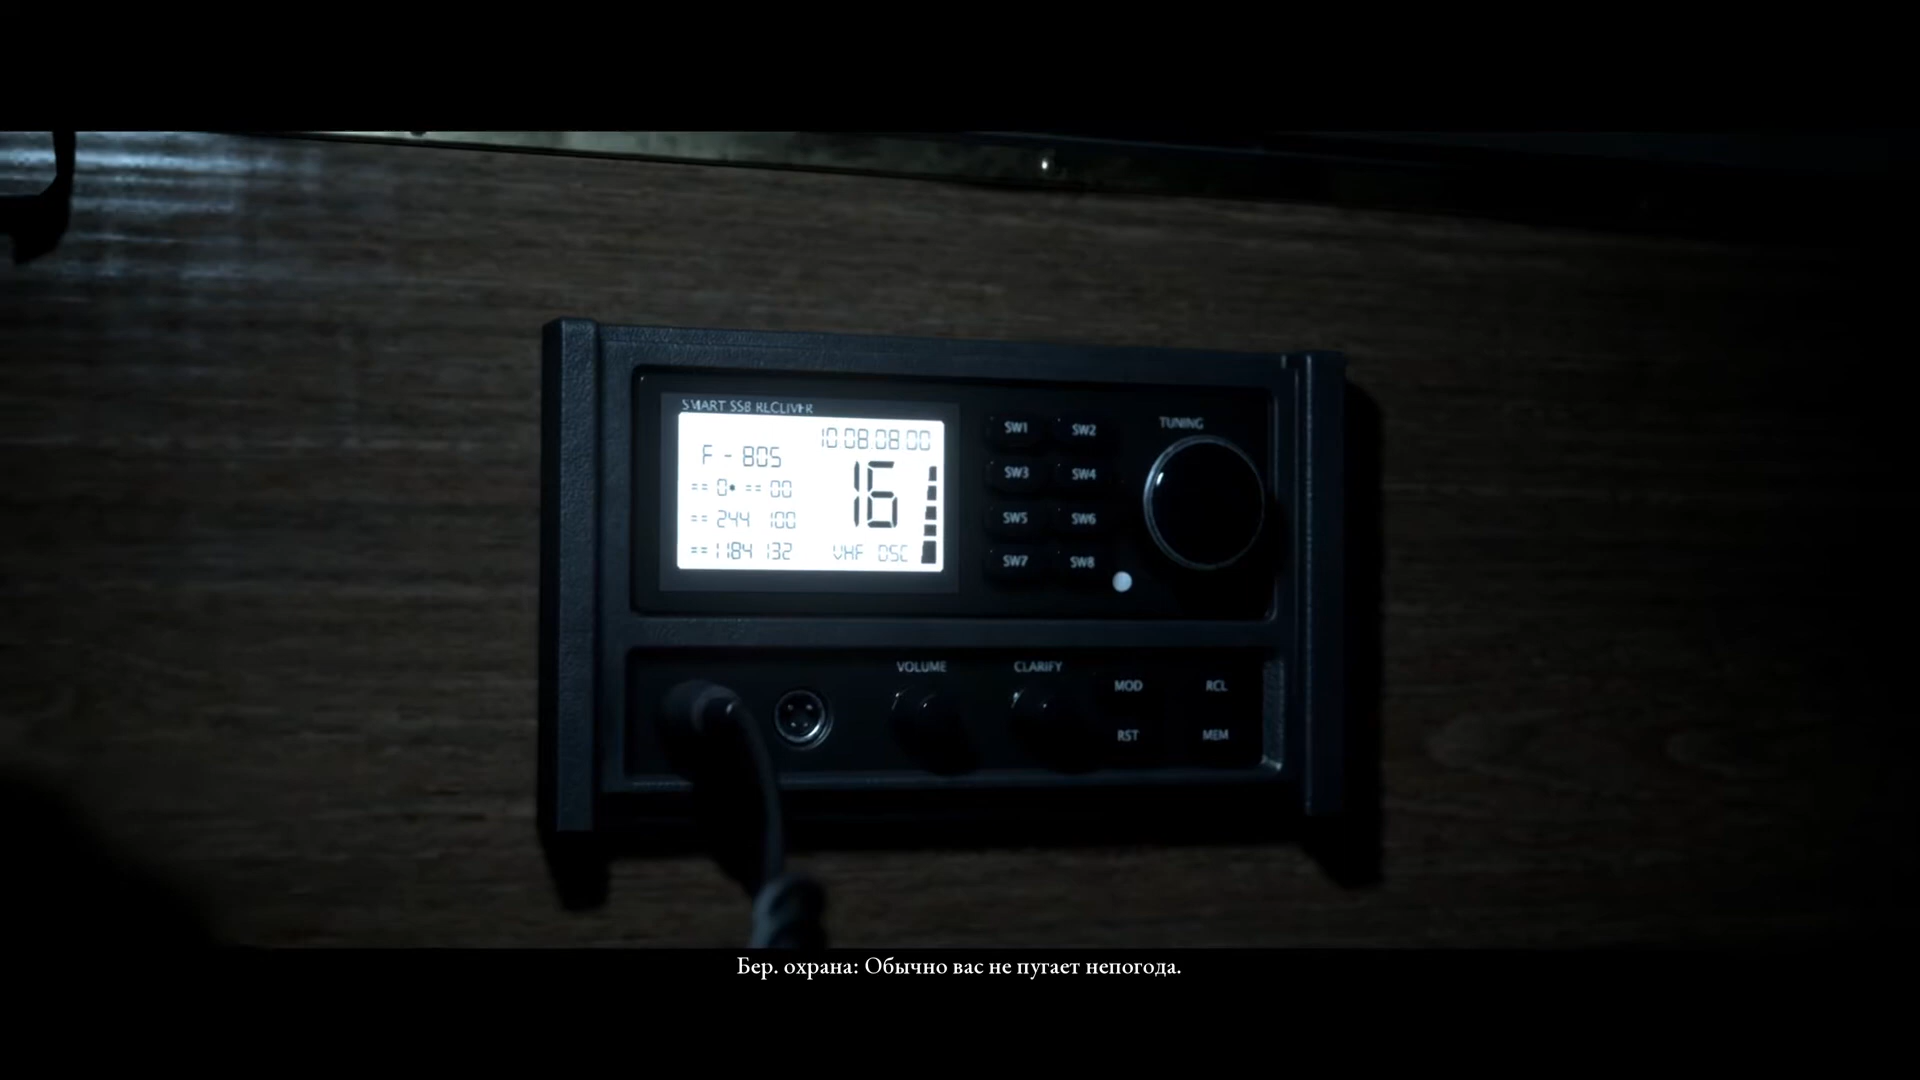 SMART SSB RECEIVER
10:08:08:00
F - 805
16
== 0• == 00
== 244 100
== 1184 132
VHF DSC
SW1 SW2
SW3 SW4
SW5 SW6
SW7 SW8
TUNING
VOLUME
CLARIFY
MOD RCL
RST MEM
Бер. охрана: Обычно вас не пугает непогода.